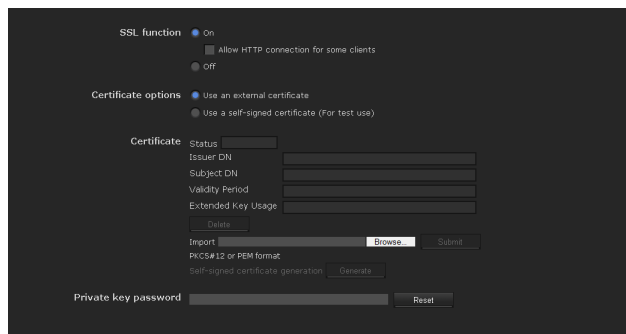 SSL function On
Allow HTTP connection for some clients
Off
Certificate options Use an external certificate
Use a self-signed certificate (For test use)
Certificate Status
Issuer DN
Subject DN
Validity Period
Extended Key Usage
Delete
Import Browse... Submit
PKCS#12 or PEM format
Self-signed certificate generation Generate
Private key password Reset